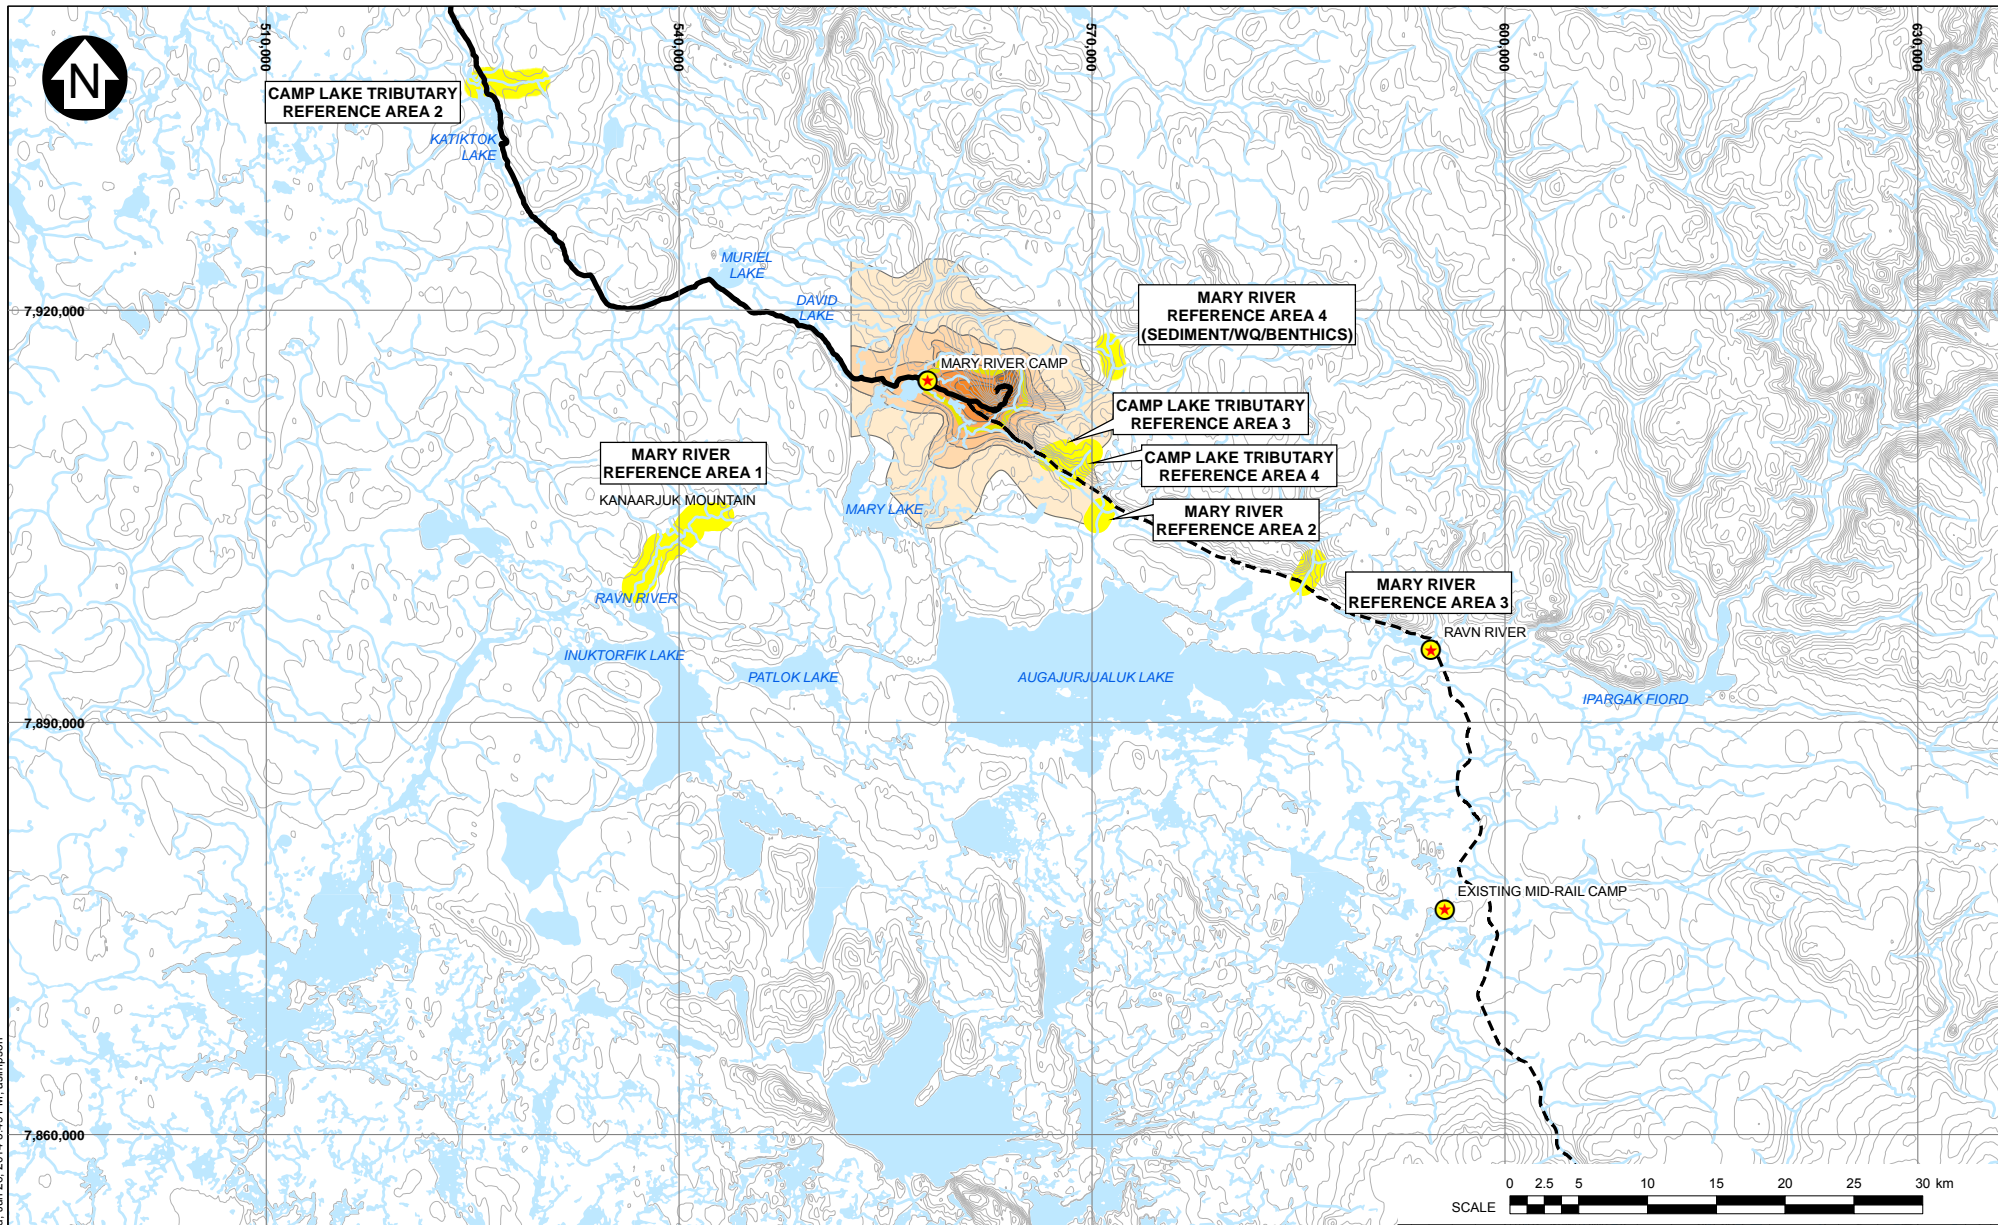 510,000
540,000
570,000
600,000
630,000
N
CAMP LAKE TRIBUTARY
REFERENCE AREA 2
KATIKTOK
LAKE
MURIEL
LAKE
DAVID
LAKE
7,920,000
MARY RIVER
REFERENCE AREA 4
(SEDIMENT/WQ/BENTHICS)
MARY RIVER CAMP
CAMP LAKE TRIBUTARY
REFERENCE AREA 3
CAMP LAKE TRIBUTARY
REFERENCE AREA 4
MARY RIVER
REFERENCE AREA 1
KANAARJUK MOUNTAIN
MARY LAKE
MARY RIVER
REFERENCE AREA 2
MARY RIVER
REFERENCE AREA 3
RAVN RIVER
RAVN RIVER
INUKTORFIK LAKE
PATLOK LAKE
AUGAJURJUALUK LAKE
IPARGAK FIORD
7,890,000
EXISTING MID-RAIL CAMP
7,860,000
0 2.5 5 10 15 20 25 30 km
SCALE